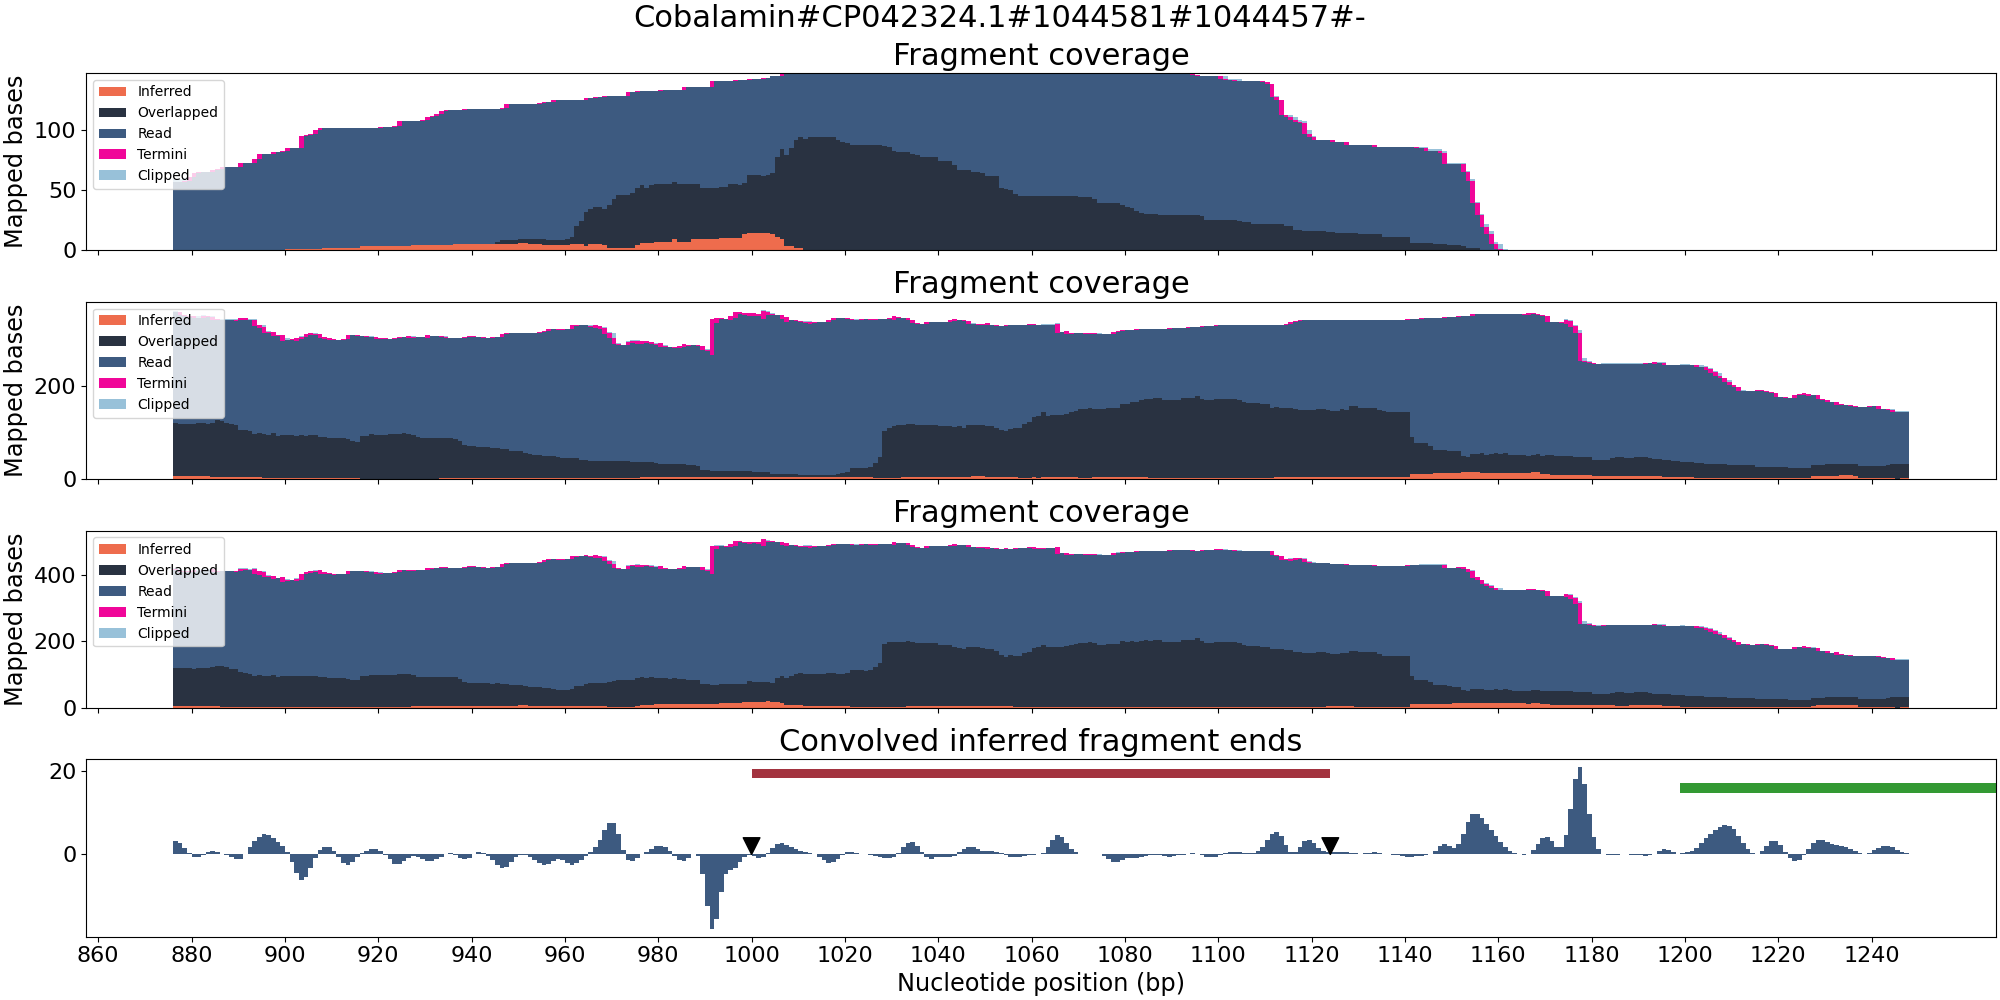 Cobalamin#CP042324.1#1044581#1044457#-
Fragment coverage
Mapped bases
100
50
0
Inferred
Overlapped
Read
Termini
Clipped
Fragment coverage
Mapped bases
200
0
Inferred
Overlapped
Read
Termini
Clipped
Fragment coverage
Mapped bases
400
200
0
Inferred
Overlapped
Read
Termini
Clipped
Convolved inferred fragment ends
20
0
860 880 900 920 940 960 980 1000 1020 1040 1060 1080 1100 1120 1140 1160 1180 1200 1220 1240
Nucleotide position (bp)